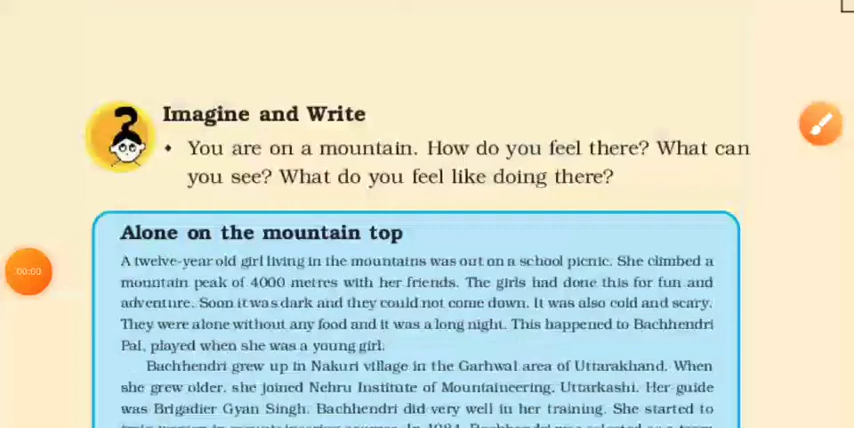 Imagine and Write
• You are on a mountain. How do you feel there? What can
you see? What do you feel like doing there?
Alone on the mountain top
A twelve-year old girl living in the mountains was out on a school picnic. She climbed a
mountain peak of 4000 metres with her friends. The girls had done this for fun and
adventure. Soon it was dark and they could not come down. It was also cold and scary.
They were alone without any food and it was a long night. This happened to Bachhendri
Pal, played when she was a young girl.
Bachhendri grew up in Nakuri village in the Garhwal area of Uttarakhand. When
she grew older, she joined Nehru Institute of Mountaineering, Uttarkashi. Her guide
was Brigadier Gyan Singh. Bachhendri did very well in her training. She started to
00:00